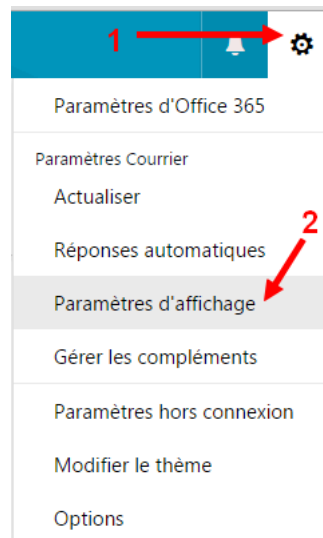 1
Paramètres d'Office 365
Paramètres Courrier
Actualiser
2
Réponses automatiques
Paramètres d'affichage
Gérer les compléments
Paramètres hors connexion
Modifier le thème
Options